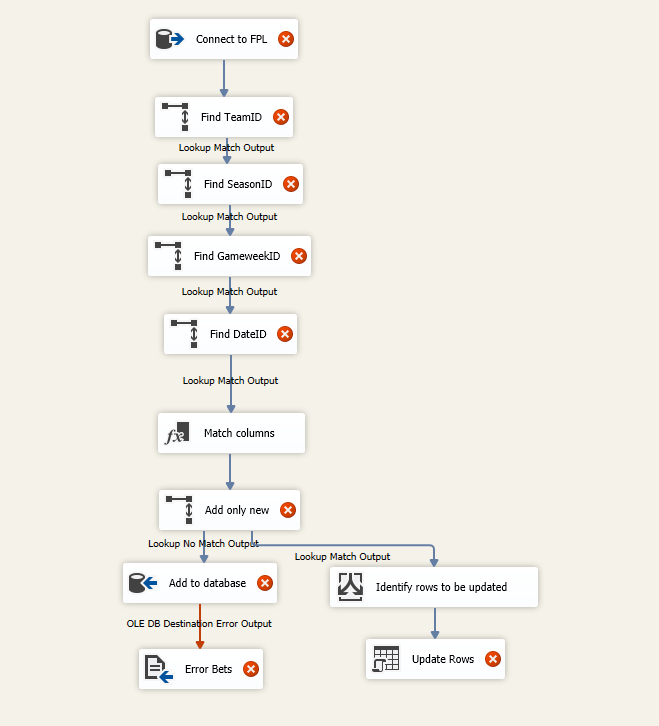 Connect to FPL
Find TeamID
Lookup Match Output
Find SeasonID
Lookup Match Output
Find GameweekID
Lookup Match Output
Find DateID
Lookup Match Output
fx Match columns
Add only new
Lookup No Match Output
Lookup Match Output
Add to database
Identify rows to be updated
OLE DB Destination Error Output
Error Bets
Update Rows